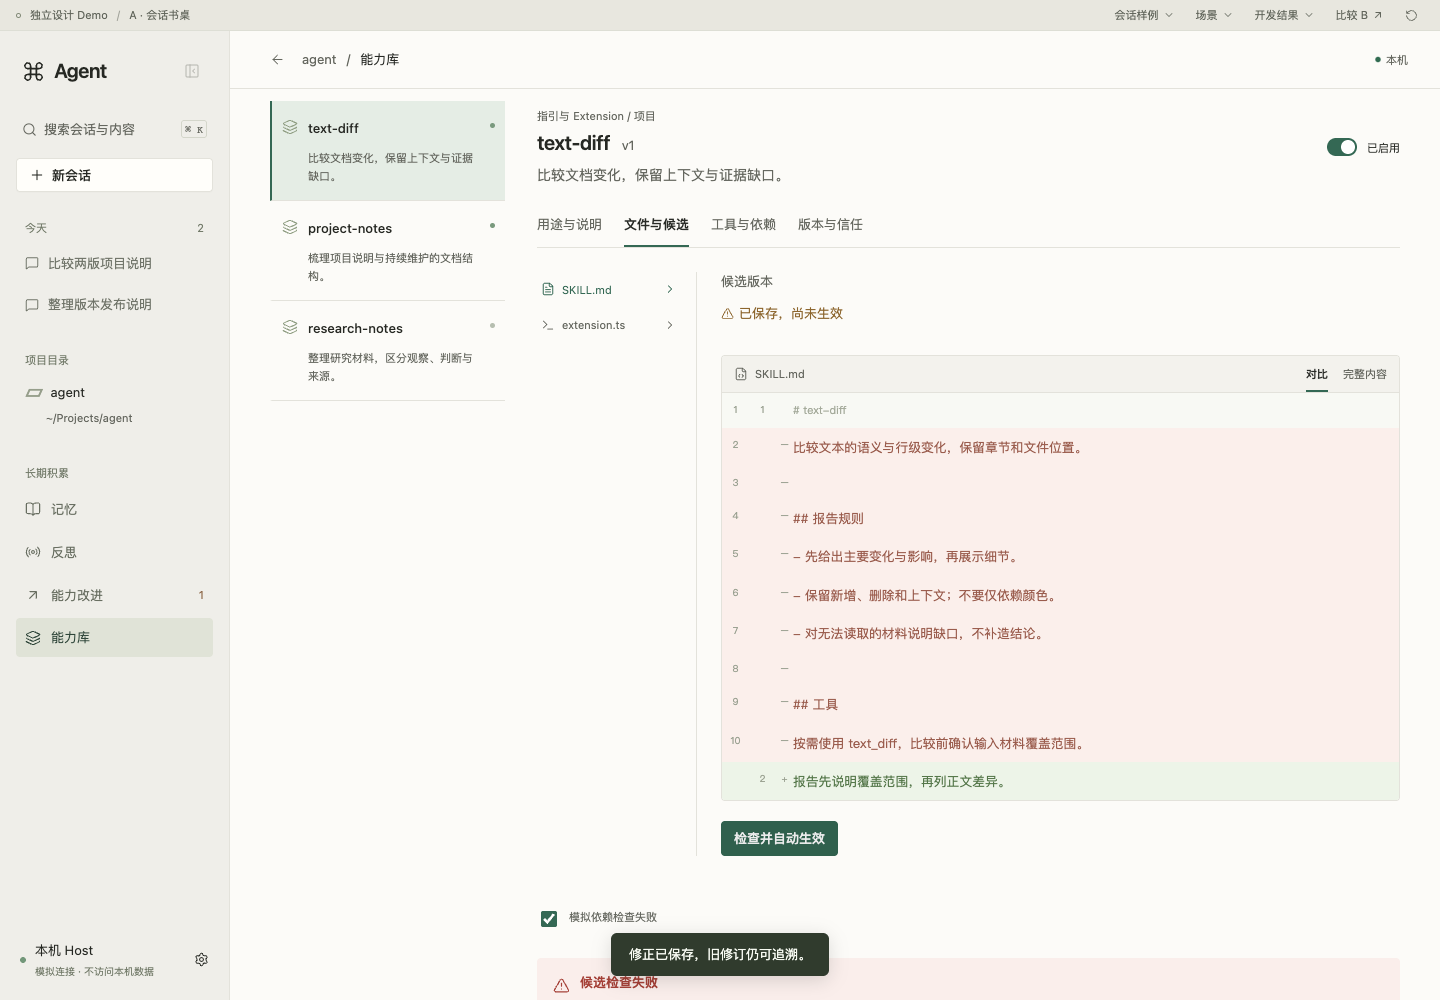 独立设计 Demo / A · 会话书桌
会话样例
场景
开发结果
比较 B
Agent
搜索会话与内容
⌘ K
新会话
今天 2
比较两版项目说明
整理版本发布说明
项目目录
agent
~/Projects/agent
长期积累
记忆
反思
能力改进 1
能力库
本机 Host
模拟连接 · 不访问本机数据
agent / 能力库
本机
text-diff
比较文档变化，保留上下文与证据
缺口。
project-notes
梳理项目说明与持续维护的文档结
构。
research-notes
整理研究材料，区分观察、判断与
来源。
指引与 Extension / 项目
text-diff v1
已启用
比较文档变化，保留上下文与证据缺口。
用途与说明
文件与候选
工具与依赖
版本与信任
SKILL.md
extension.ts
候选版本
已保存，尚未生效
SKILL.md
对比
完整内容
1 1 # text-diff
2 − 比较文本的语义与行级变化，保留章节和文件位置。
3 −
4 − ## 报告规则
5 − - 先给出主要变化与影响，再展示细节。
6 − - 保留新增、删除和上下文；不要仅依赖颜色。
7 − - 对无法读取的材料说明缺口，不补造结论。
8 −
9 − ## 工具
10 − 按需使用 text_diff，比较前确认输入材料覆盖范围。
2 + 报告先说明覆盖范围，再列正文差异。
检查并自动生效
模拟依赖检查失败
修正已保存，旧修订仍可追溯。
候选检查失败